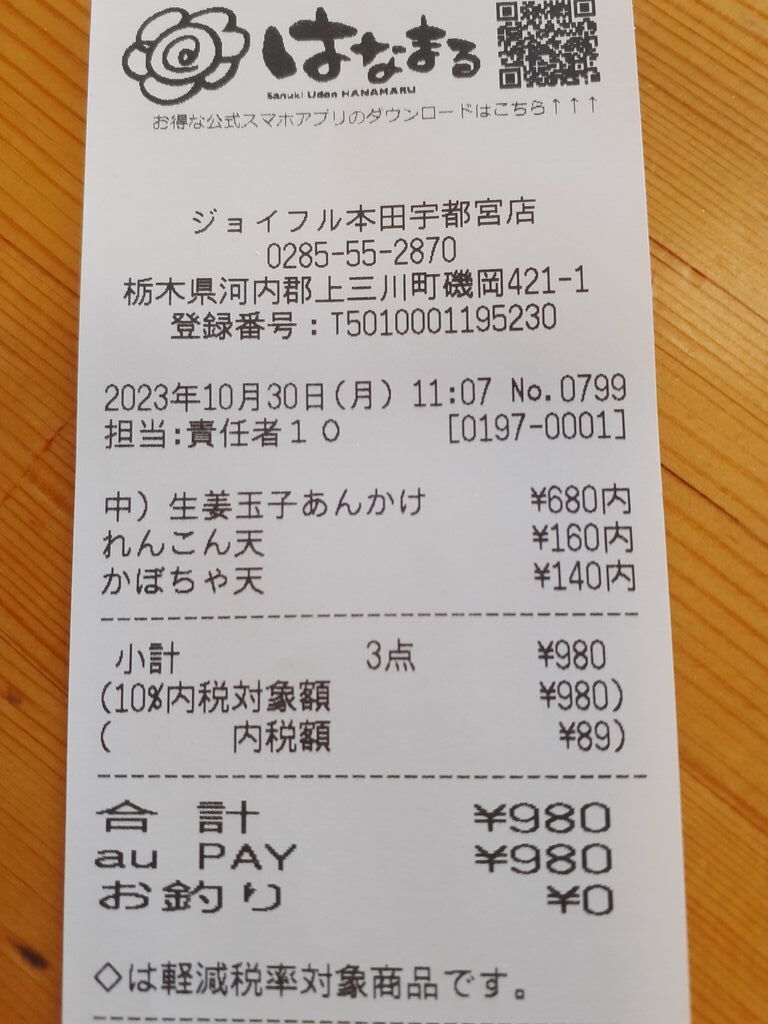 はなまる
Sanuki Udon HANAMARU
お得な公式スマホアプリのダウンロードはこちら↑↑↑
ジョイフル本田宇都宮店
0285-55-2870
栃木県河内郡上三川町磯岡421-1
登録番号:T5010001195230
2023年10月30日(月) 11:07 No.0799
担当:責任者10 [0197-0001]
中) 生姜玉子あんかけ ¥680内
れんこん天 ¥160内
かぼちゃ天 ¥140内
小計 3点 ¥980
(10%内税対象額 ¥980)
( 内税額 ¥89)
合計 ¥980
au PAY ¥980
お釣り ¥0
◇は軽減税率対象商品です。